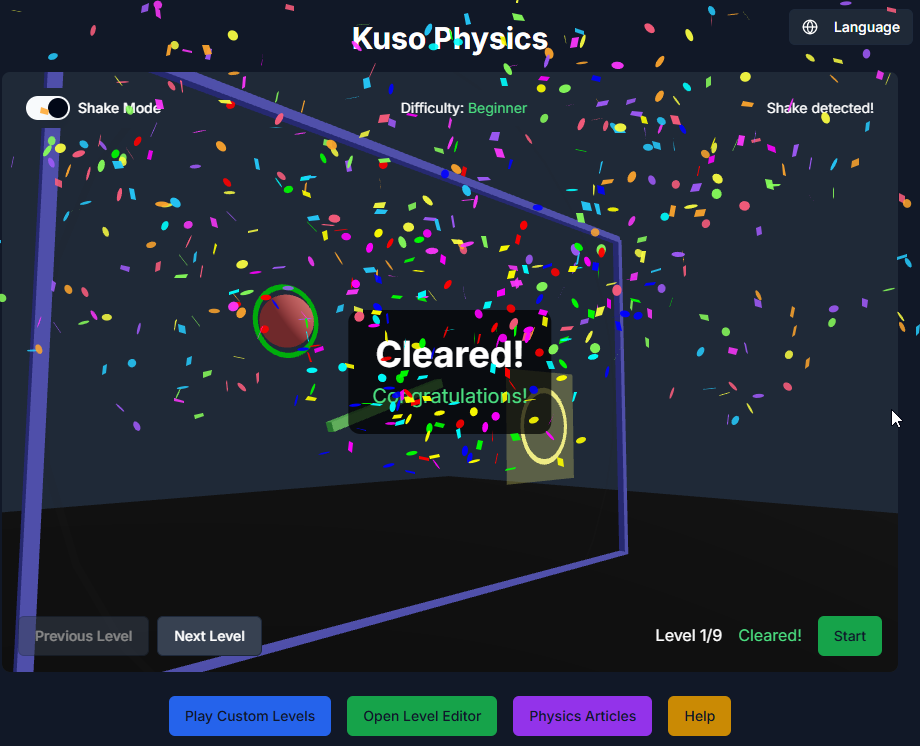 Kuso Physics
Language
Shake Mode
Difficulty: Beginner
Shake detected!
Cleared!
Congratulations!
Previous Level
Next Level
Level 1/9
Cleared!
Start
Play Custom Levels
Open Level Editor
Physics Articles
Help